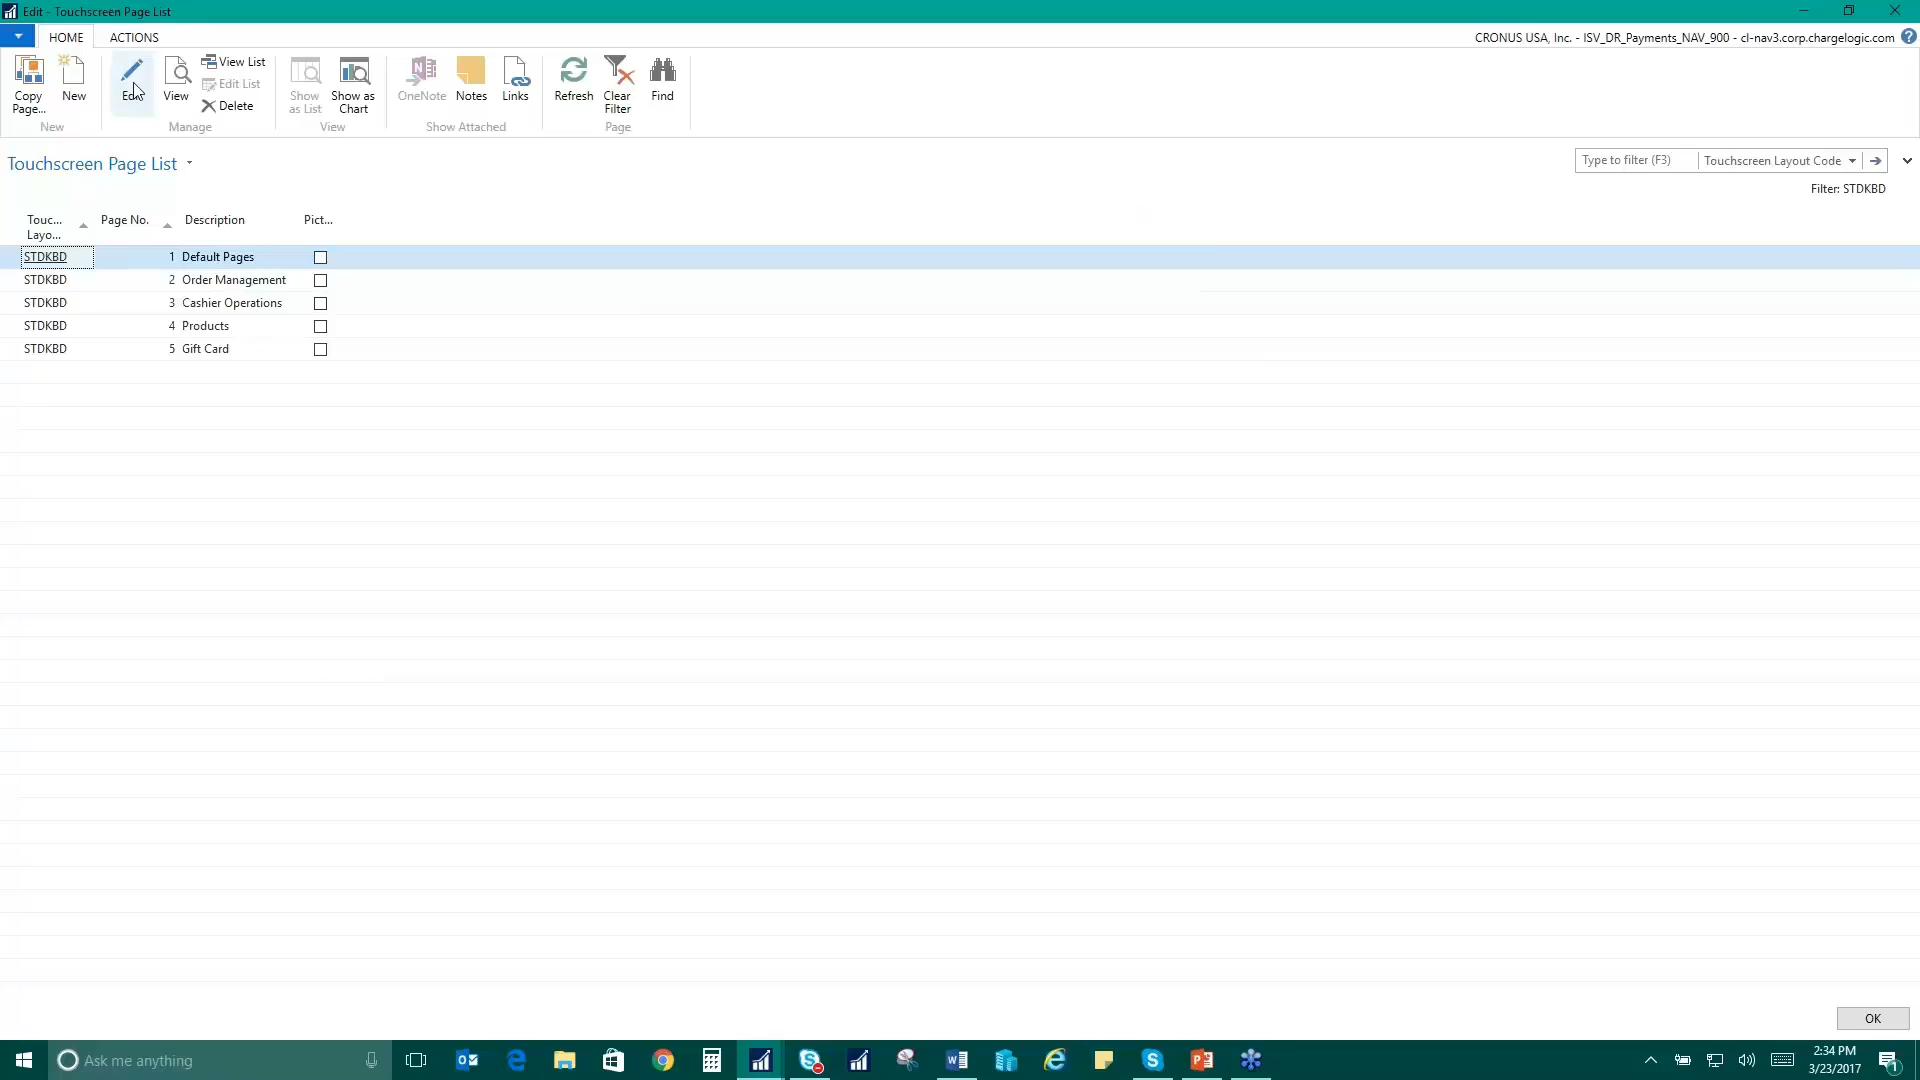 Edit - Touchscreen Page List
HOME ACTIONS
CRONUS USA, Inc. - ISV_DR_Payments_NAV_900 - cl-nav3.corp.chargelogic.com
Copy Page...
New
Edit
View
View List
Edit List
Delete
Show as List
Show as Chart
OneNote
Notes
Links
Refresh
Clear Filter
Find
New Manage View Show Attached Page
Touchscreen Page List
Type to filter (F3) Touchscreen Layout Code
Filter: STDKBD
Touc... Layo... Page No. Description Pict...
STDKBD 1 Default Pages
STDKBD 2 Order Management
STDKBD 3 Cashier Operations
STDKBD 4 Products
STDKBD 5 Gift Card
OK
Ask me anything
2:34 PM
3/23/2017
1